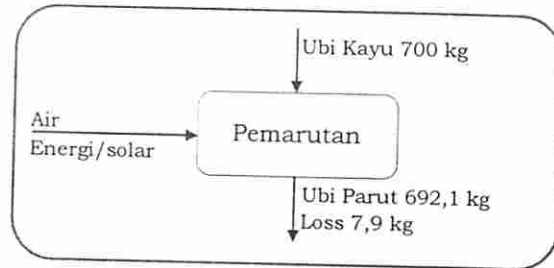 Ubi Kayu 700 kg
Air
Energi/solar
Pemarutan
Ubi Parut 692,1 kg
Loss 7,9 kg